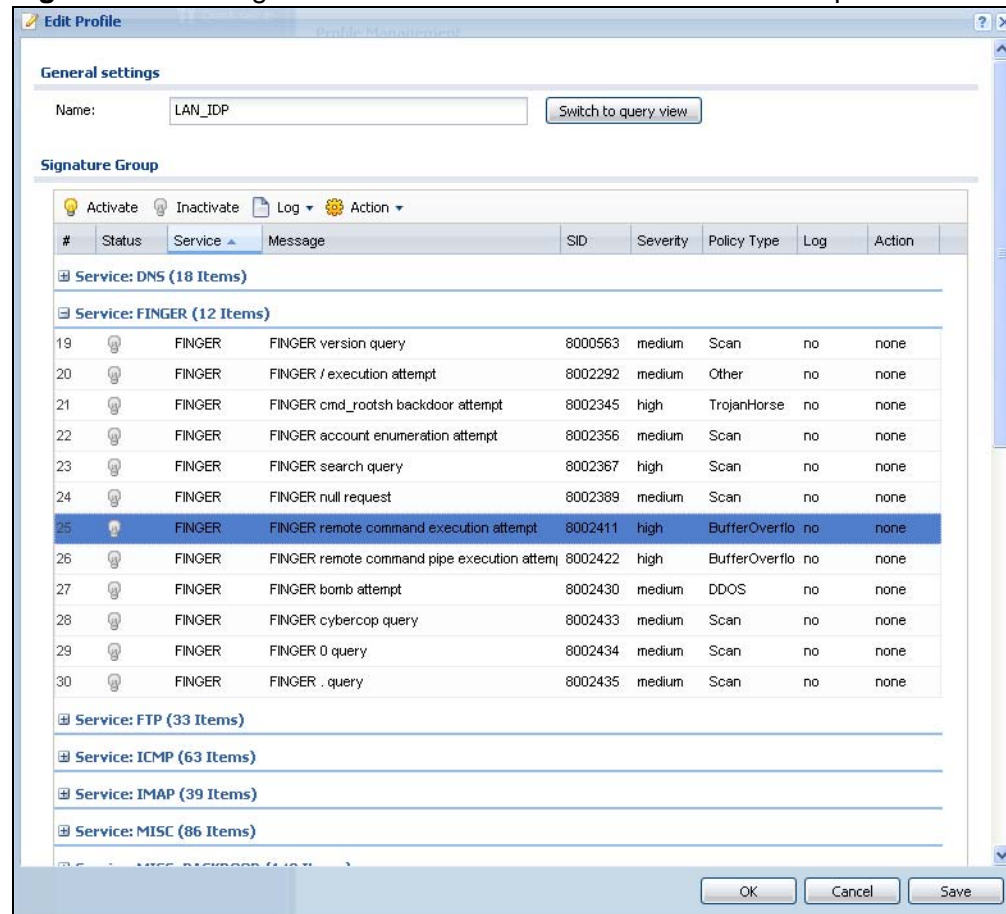 Edit Profile
Profile Management
General settings
Name: LAN_IDP Switch to query view
Signature Group
Activate Inactivate Log Action
# Status Service Message SID Severity Policy Type Log Action
Service: DNS (18 Items)
Service: FINGER (12 Items)
19 FINGER FINGER version query 8000563 medium Scan no none
20 FINGER FINGER / execution attempt 8002292 medium Other no none
21 FINGER FINGER cmd_rootsh backdoor attempt 8002345 high TrojanHorse no none
22 FINGER FINGER account enumeration attempt 8002356 medium Scan no none
23 FINGER FINGER search query 8002367 high Scan no none
24 FINGER FINGER null request 8002389 medium Scan no none
25 FINGER FINGER remote command execution attempt 8002411 high BufferOverflo no none
26 FINGER FINGER remote command pipe execution attem 8002422 high BufferOverflo no none
27 FINGER FINGER bomb attempt 8002430 medium DDOS no none
28 FINGER FINGER cybercop query 8002433 medium Scan no none
29 FINGER FINGER 0 query 8002434 medium Scan no none
30 FINGER FINGER . query 8002435 medium Scan no none
Service: FTP (33 Items)
Service: ICMP (63 Items)
Service: IMAP (39 Items)
Service: MISC (86 Items)
OK Cancel Save